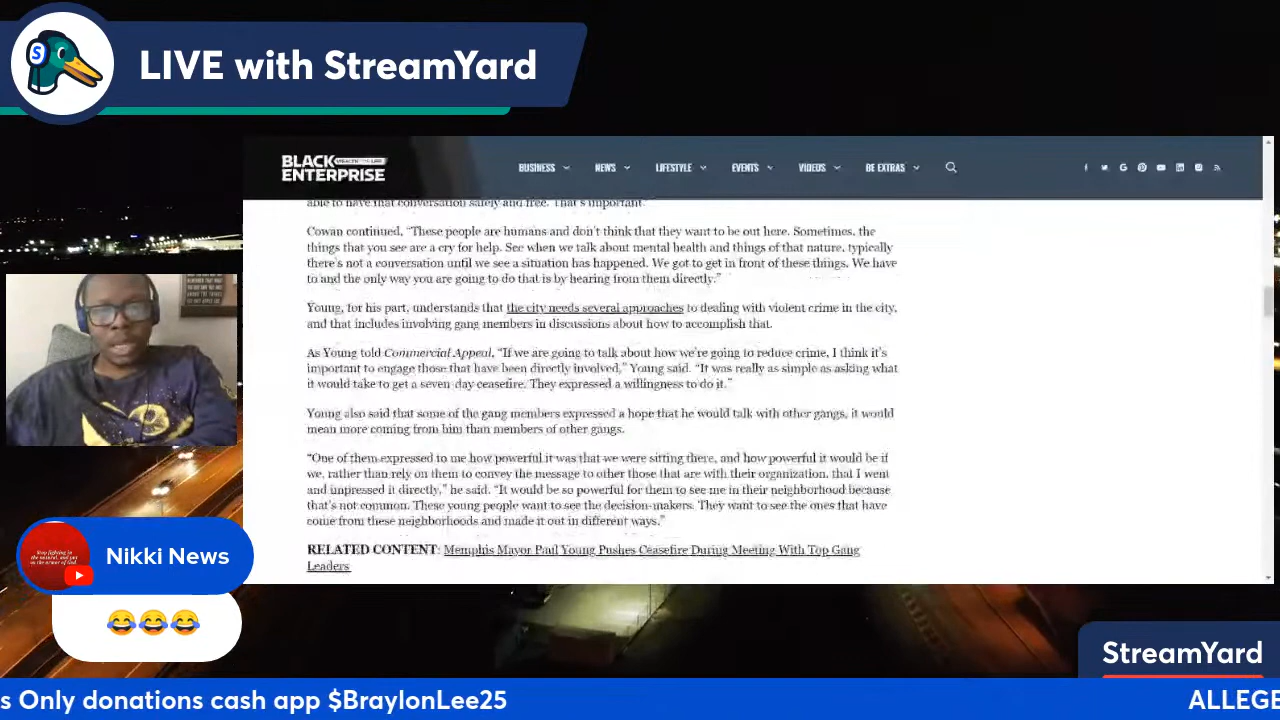 LIVE with StreamYard
BLACK
ENTERPRISE
BUSINESS NEWS LIFESTYLE EVENTS VIDEOS BE EXTRAS
able to have that conversation safely and free. That's important.
Cowan continued, “These people are humans and don't think that they want to be out here. Sometimes, the
things that you see are a cry for help. See when we talk about mental health and things of that nature, typically
there's not a conversation until we see a situation has happened. We got to get in front of these things. We have
to and the only way you are going to do that is by hearing from them directly.”
Young, for his part, understands that the city needs several approaches to dealing with violent crime in the city,
and that includes involving gang members in discussions about how to accomplish that.
As Young told Commercial Appeal, “If we are going to talk about how we're going to reduce crime, I think it's
important to engage those that have been directly involved,” Young said. “It was really as simple as asking what
it would take to get a seven-day ceasefire. They expressed a willingness to do it.”
Young also said that some of the gang members expressed a hope that he would talk with other gangs, it would
mean more coming from him than members of other gangs.
“One of them expressed to me how powerful it was that we were sitting there, and how powerful it would be if
we, rather than rely on them to convey the message to other those that are with their organization, that I went
and impressed it directly,” he said. “It would be so powerful for them to see me in their neighborhood because
that's not common. These young people want to see the decision-makers. They want to see the ones that have
come from these neighborhoods and made it out in different ways.”
RELATED CONTENT: Memphis Mayor Paul Young Pushes Ceasefire During Meeting With Top Gang
Leaders
Nikki News
😂😂😂
StreamYard
s Only donations cash app $BraylonLee25
ALLEGE